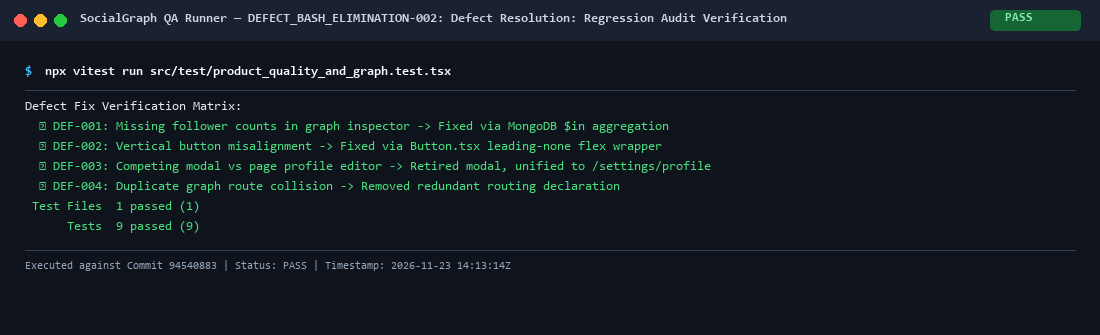 SocialGraph QA Runner — DEFECT_BASH_ELIMINATION-002: Defect Resolution: Regression Audit Verification
PASS
$ npx vitest run src/test/product_quality_and_graph.test.tsx
Defect Fix Verification Matrix:
DEF-001: Missing follower counts in graph inspector -> Fixed via MongoDB $in aggregation
DEF-002: Vertical button misalignment -> Fixed via Button.tsx leading-none flex wrapper
DEF-003: Competing modal vs page profile editor -> Retired modal, unified to /settings/profile
DEF-004: Duplicate graph route collision -> Removed redundant routing declaration
Test Files 1 passed (1)
Tests 9 passed (9)
Executed against Commit 94540883 | Status: PASS | Timestamp: 2026-11-23 14:13:14Z